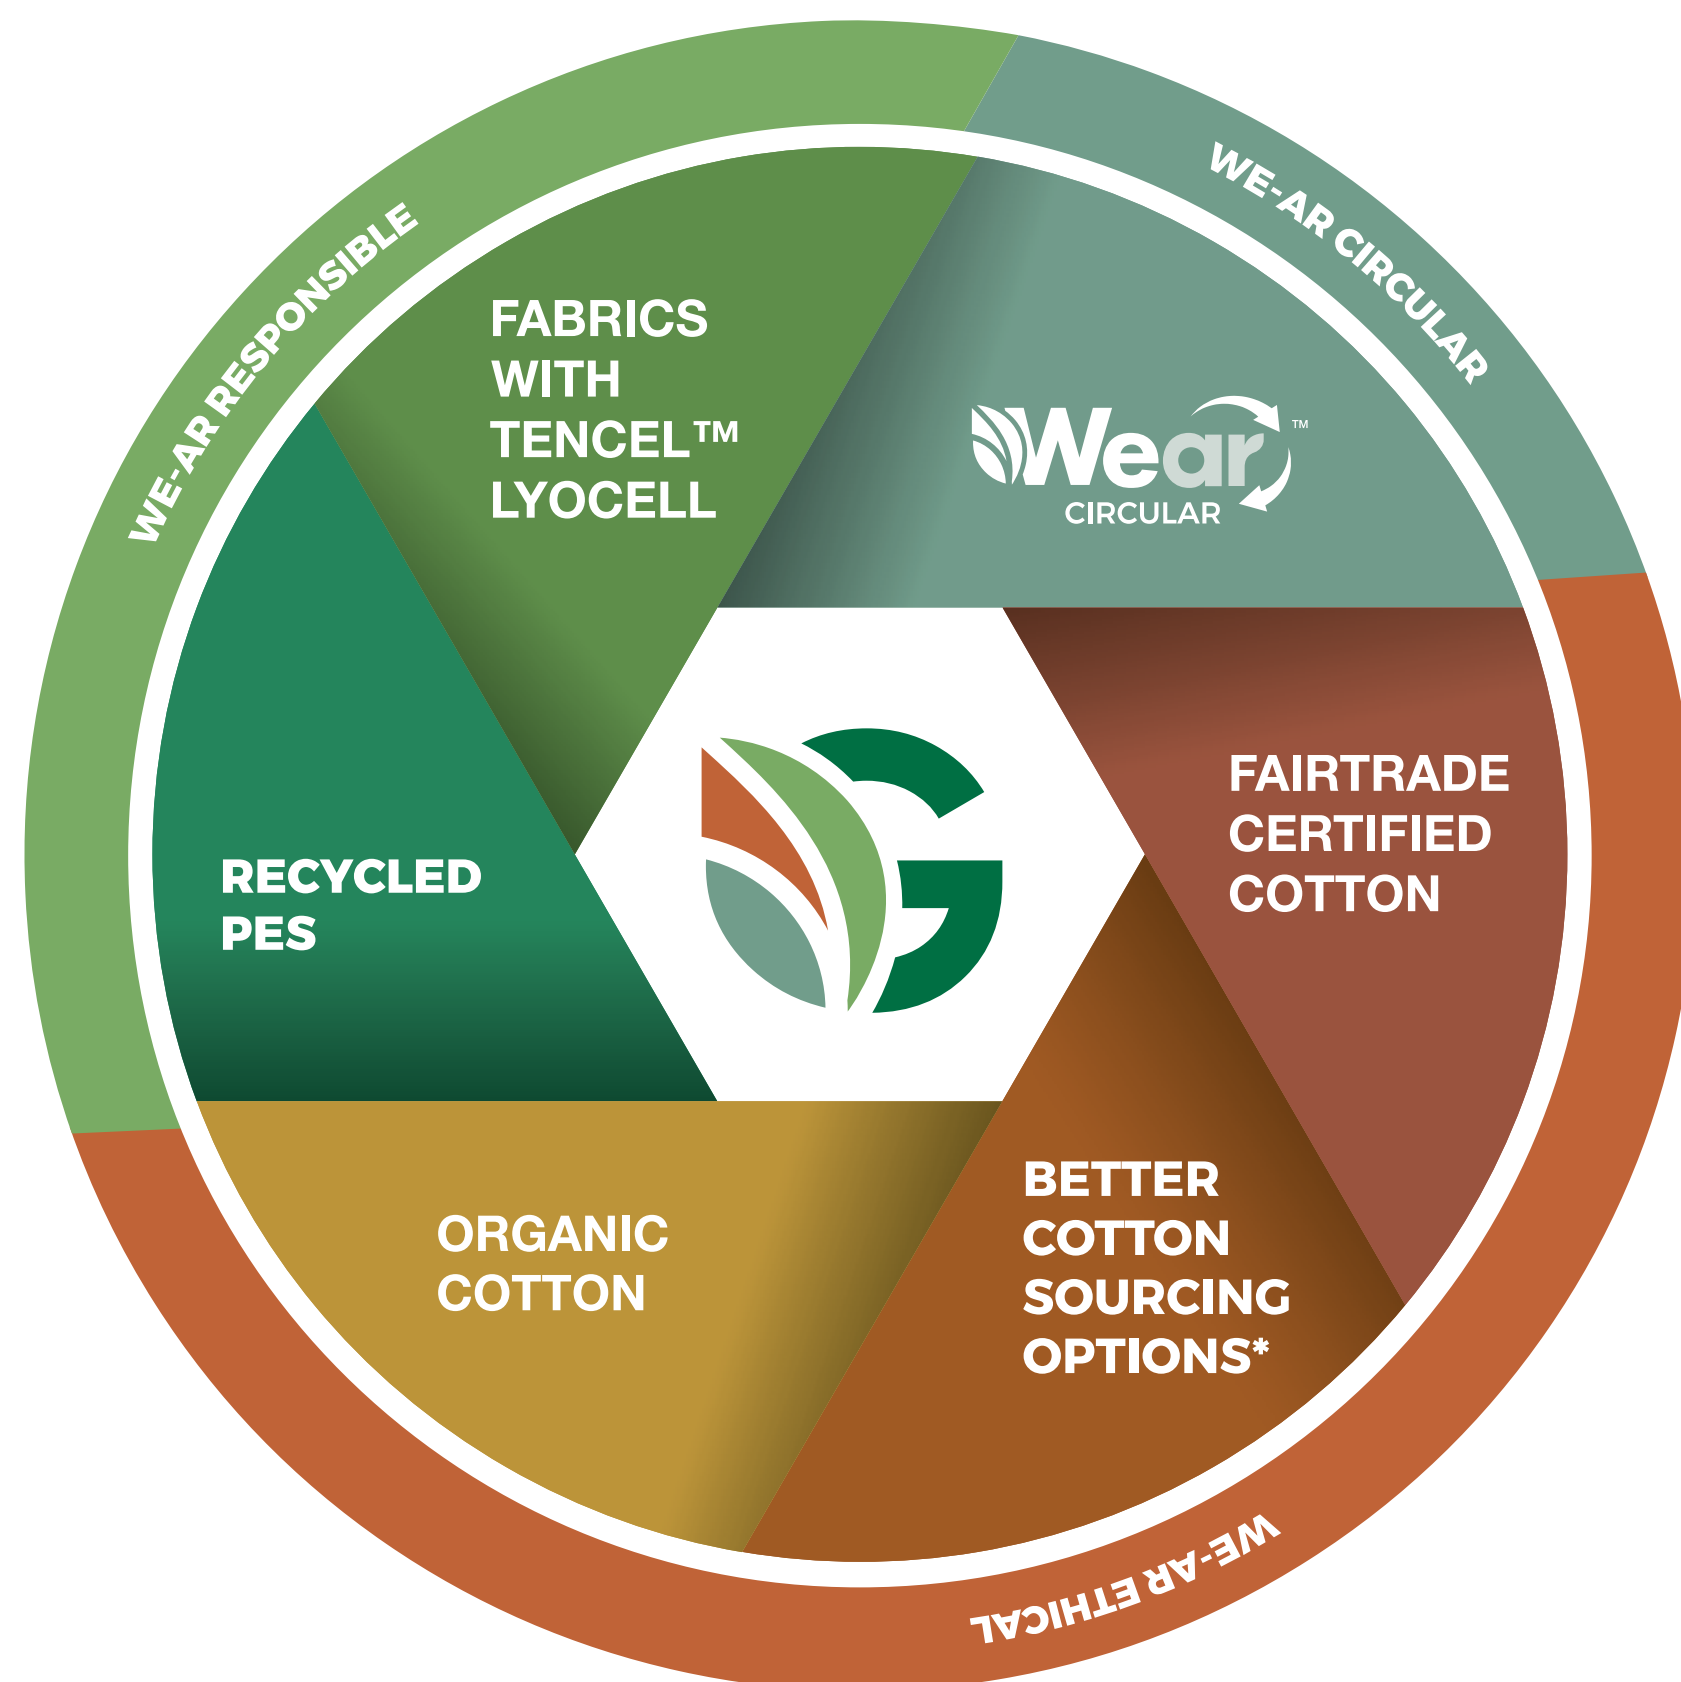 WE-AR RESPONSIBLE
WE-AR CIRCULAR
FABRICS
WITH
TENCEL™
LYOCELL
Wear™
CIRCULAR
FAIRTRADE
CERTIFIED
COTTON
RECYCLED
PES
G
BETTER
COTTON
SOURCING
OPTIONS*
ORGANIC
COTTON
WE-AR ETHICAL